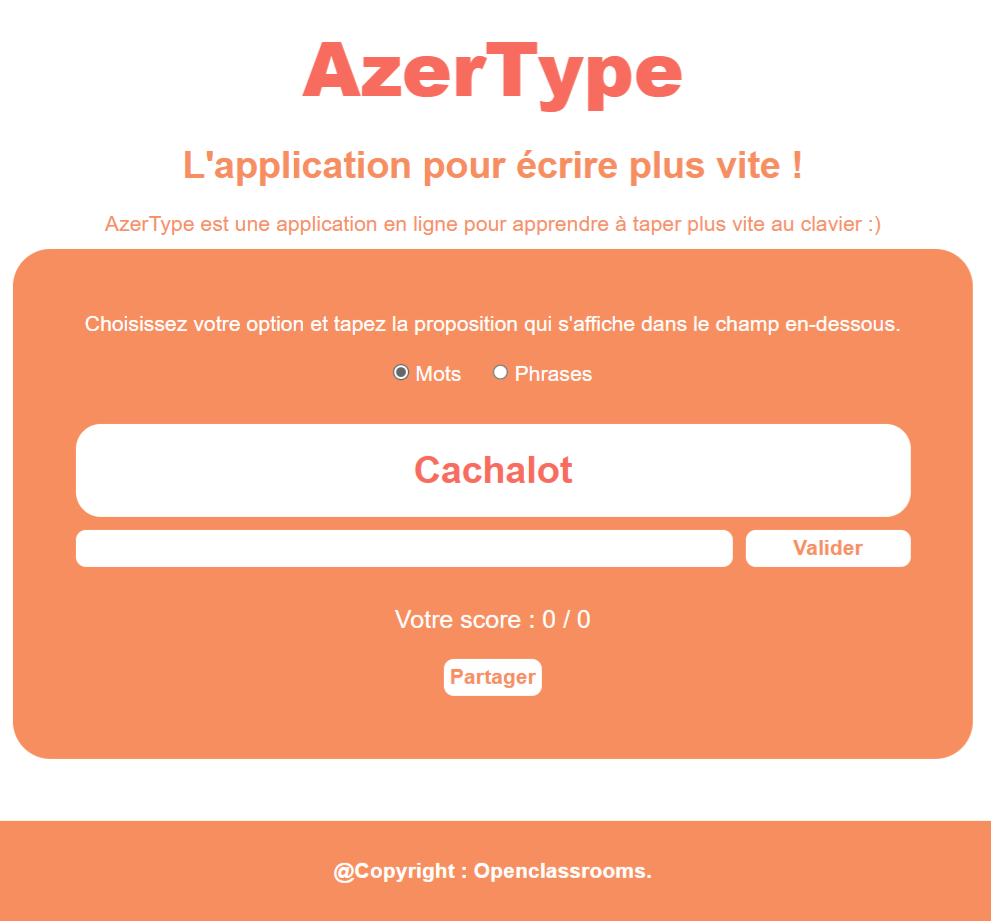 AzerType
L'application pour écrire plus vite !
AzerType est une application en ligne pour apprendre à taper plus vite au clavier :)
Choisissez votre option et tapez la proposition qui s'affiche dans le champ en-dessous.
Mots Phrases
Cachalot
Valider
Votre score : 0 / 0
Partager
@Copyright : Openclassrooms.